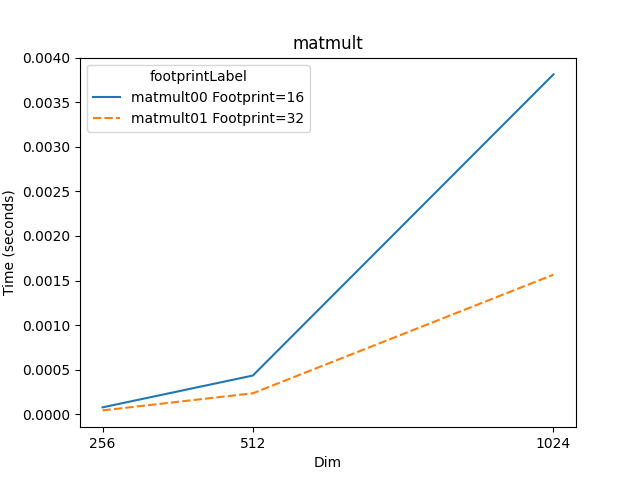 matmult
footprintLabel
matmult00 Footprint=16
matmult01 Footprint=32
Time (seconds)
0.0040
0.0035
0.0030
0.0025
0.0020
0.0015
0.0010
0.0005
0.0000
256
512
1024
Dim